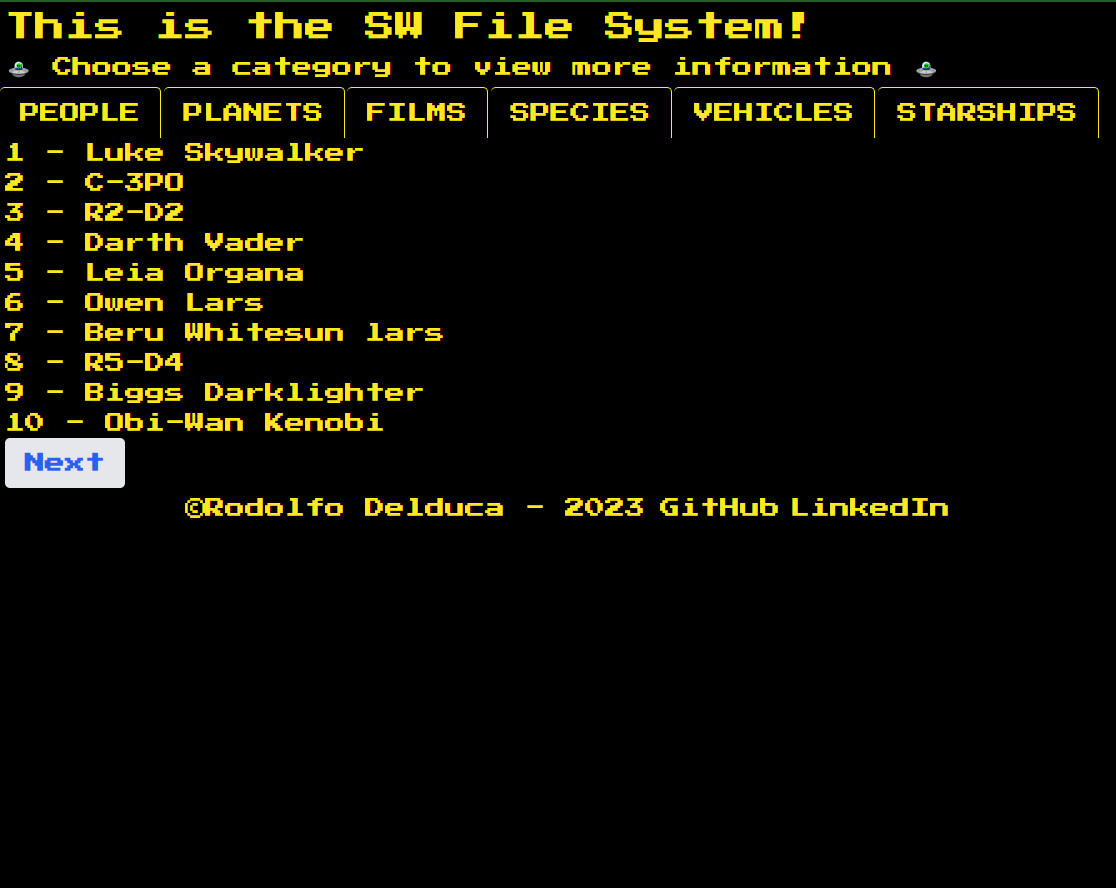 This is the SW File System!
🛸 Choose a category to view more information 🛸
PEOPLE PLANETS FILMS SPECIES VEHICLES STARSHIPS
1 - Luke Skywalker
2 - C-3PO
3 - R2-D2
4 - Darth Vader
5 - Leia Organa
6 - Owen Lars
7 - Beru Whitesun lars
8 - R5-D4
9 - Biggs Darklighter
10 - Obi-Wan Kenobi
Next
©Rodolfo Delduca - 2023 GitHub LinkedIn